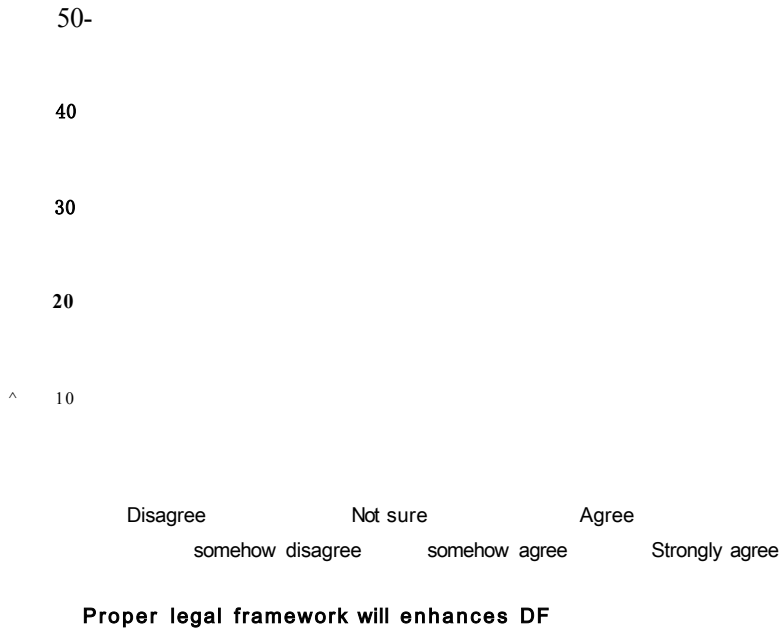 50-
40
30
20
^ 10
Disagree Not sure Agree
somehow disagree somehow agree Strongly agree
Proper legal framework will enhances DF